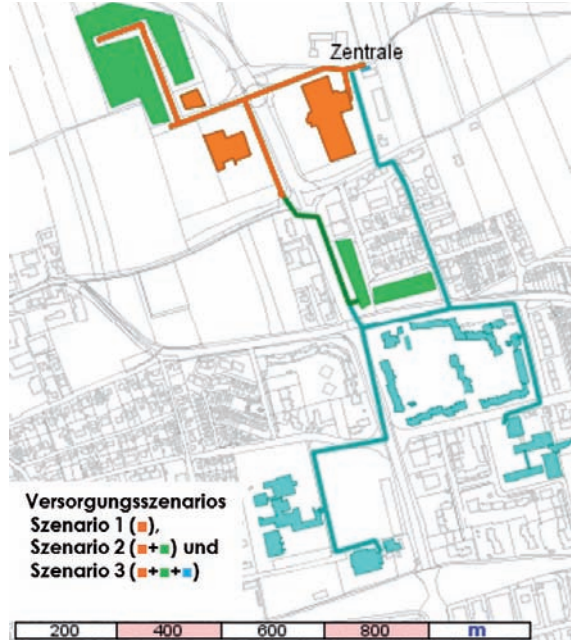 Zentrale
Versorgungsszenarios
Szenario 1 (■),
Szenario 2 (■+■) und
Szenario 3 (■+■+■)
200 400 600 800 m